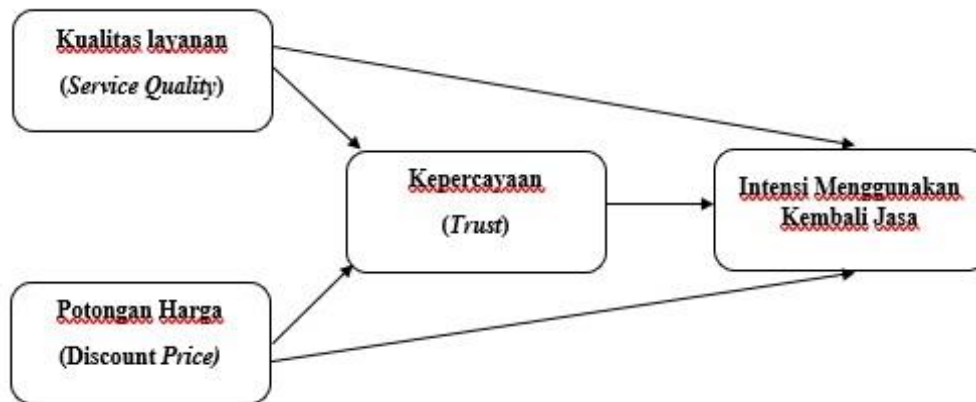 Kualitas layanan
(Service Quality)
Kepercayaan
(Trust)
Intensi Menggunakan
Kembali Jasa
Potongan Harga
(Discount Price)